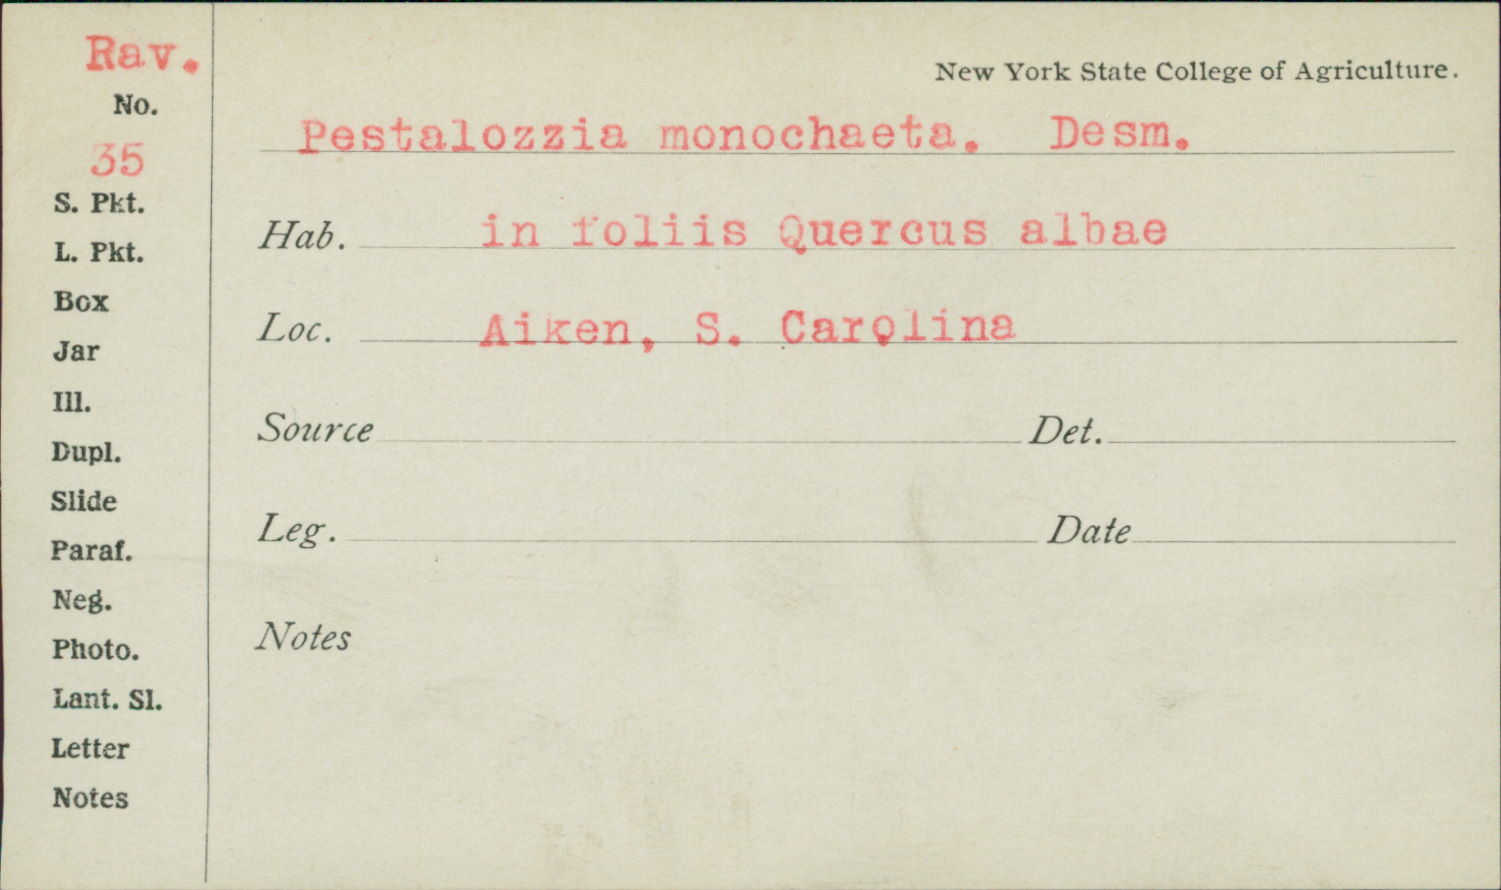 Rav.
No.
35
S. Pkt.
L. Pkt.
Box
Jar
Ill.
Dupl.
Slide
Paraf.
Neg.
Photo.
Lant. Sl.
Letter
Notes
New York State College of Agriculture.
Pestalozzia monochaeta. Desm.
Hab. in foliis Quercus albae
Loc. Aiken, S. Carolina
Source Det.
Leg. Date
Notes